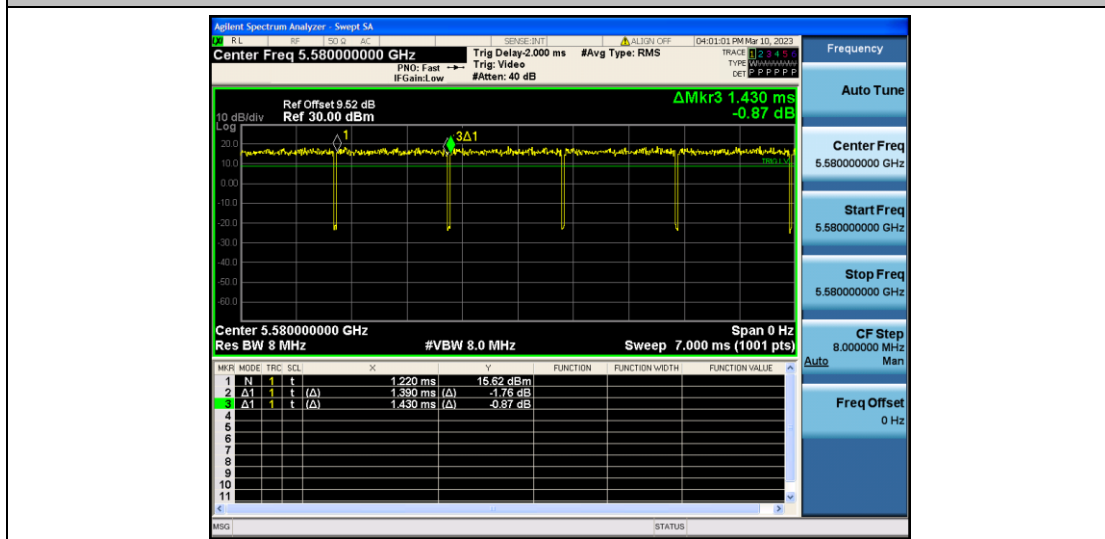 Agilent Spectrum Analyzer - Swept SA
RL RF 50 Ω AC SENSE:INT ALIGN OFF 04:01:01 PM Mar 10, 2023
Center Freq 5.580000000 GHz
PNO: Fast
IFGain:Low
Trig Delay-2.000 ms
Trig: Video
#Atten: 40 dB
#Avg Type: RMS
TRACE 1 2 3 4 5 6
TYPE
DET P P P P P P
Frequency
Auto Tune
Center Freq
5.580000000 GHz
Start Freq
5.580000000 GHz
Stop Freq
5.580000000 GHz
CF Step
8.000000 MHz
Auto Man
Freq Offset
0 Hz
ΔMkr3 1.430 ms
-0.87 dB
Ref Offset 9.52 dB
10 dB/div Ref 30.00 dBm
Log
1
3Δ1
20.0
10.0
TRIG LVL
0.00
-10.0
-20.0
-30.0
-40.0
-50.0
-60.0
Center 5.580000000 GHz Span 0 Hz
Res BW 8 MHz #VBW 8.0 MHz Sweep 7.000 ms (1001 pts)
MKR MODE TRC SCL X Y FUNCTION FUNCTION WIDTH FUNCTION VALUE
1 N 1 t 1.220 ms 15.62 dBm
2 Δ1 1 t (Δ) 1.390 ms (Δ) -1.76 dB
3 Δ1 1 t (Δ) 1.430 ms (Δ) -0.87 dB
4
5
6
7
8
9
10
11
MSG STATUS